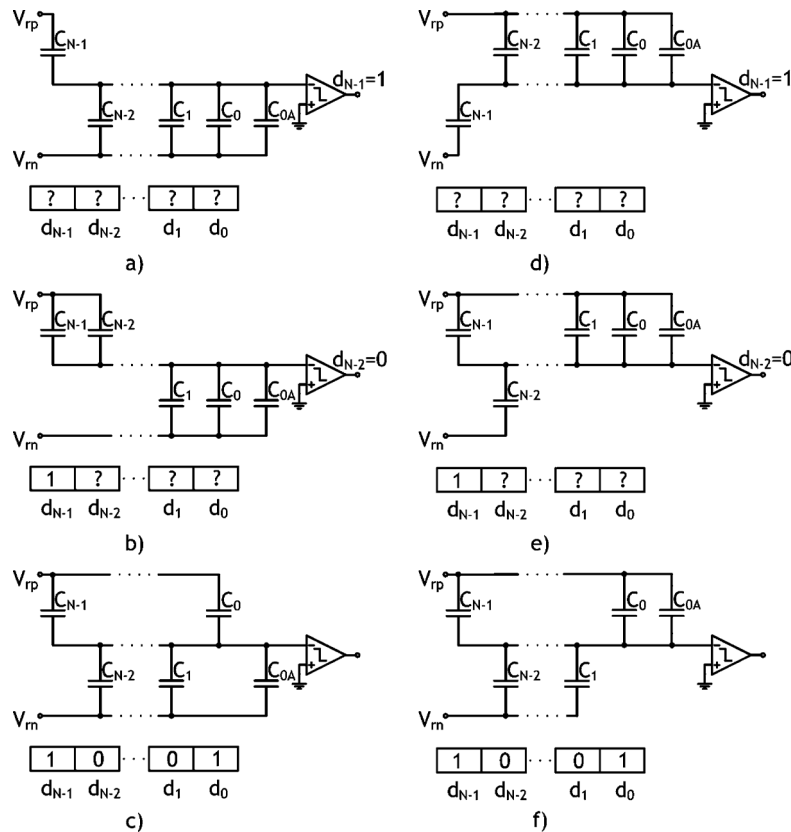 V_rp C_N-1
C_N-2 C_1 C_0 C_0A d_N-1=1
- +
V_rn
? ? ··· ? ?
d_N-1 d_N-2 d_1 d_0
a)
V_rp C_N-2 C_1 C_0 C_0A
d_N-1=1
- +
C_N-1
V_rn
? ? ··· ? ?
d_N-1 d_N-2 d_1 d_0
d)
V_rp C_N-1 C_N-2
C_1 C_0 C_0A d_N-2=0
- +
V_rn
1 ? ··· ? ?
d_N-1 d_N-2 d_1 d_0
b)
V_rp C_N-1 C_1 C_0 C_0A
d_N-2=0
- +
C_N-2
V_rn
1 ? ··· ? ?
d_N-1 d_N-2 d_1 d_0
e)
V_rp C_N-1 C_0
C_N-2 C_1 C_0A
- +
V_rn
1 0 ··· 0 1
d_N-1 d_N-2 d_1 d_0
c)
V_rp C_N-1 C_0 C_0A
C_N-2 C_1
- +
V_rn
1 0 ··· 0 1
d_N-1 d_N-2 d_1 d_0
f)